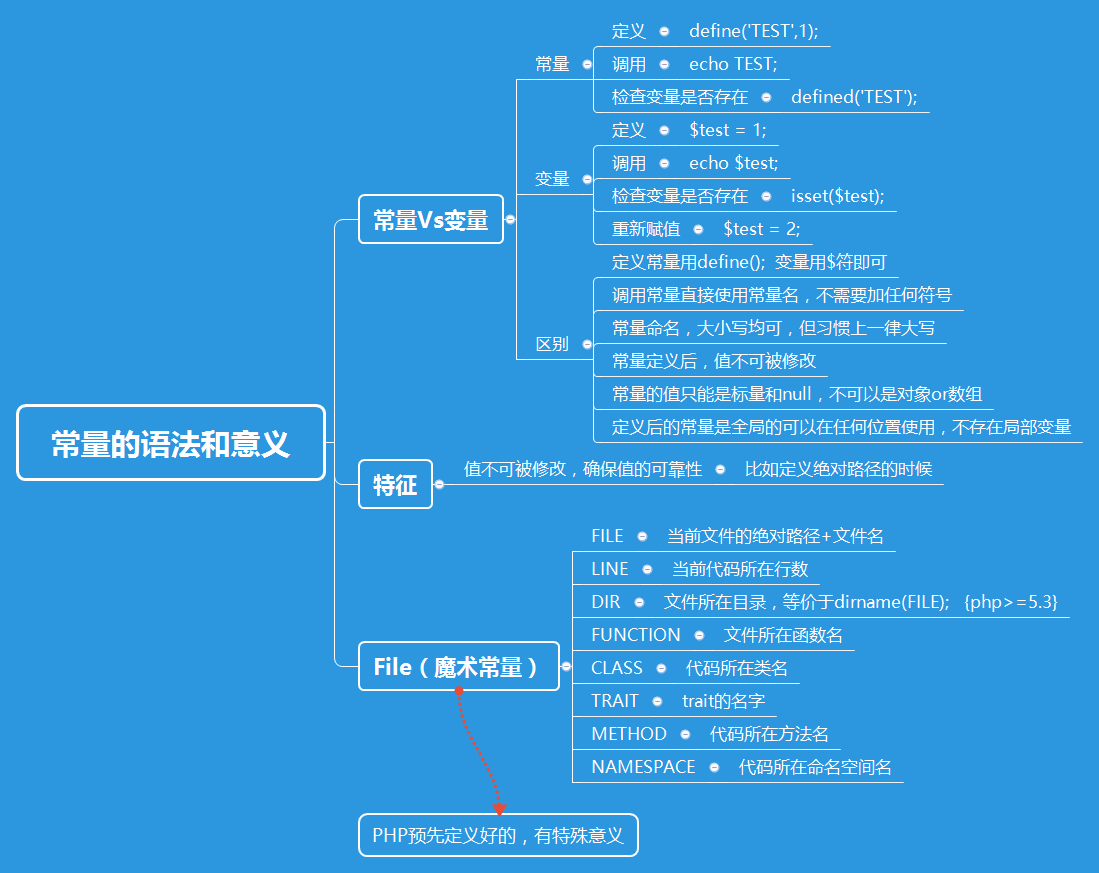 常量的语法和意义
常量Vs变量
常量
定义 define('TEST',1);
调用 echo TEST;
检查变量是否存在 defined('TEST');
变量
定义 $test = 1;
调用 echo $test;
检查变量是否存在 isset($test);
重新赋值 $test = 2;
区别
定义常量用define(); 变量用$符即可
调用常量直接使用常量名，不需要加任何符号
常量命名，大小写均可，但习惯上一律大写
常量定义后，值不可被修改
常量的值只能是标量和null，不可以是对象or数组
定义后的常量是全局的可以在任何位置使用，不存在局部变量
特征
值不可被修改，确保值的可靠性 比如定义绝对路径的时候
File（魔术常量）
FILE 当前文件的绝对路径+文件名
LINE 当前代码所在行数
DIR 文件所在目录，等价于dirname(FILE); {php>=5.3}
FUNCTION 文件所在函数名
CLASS 代码所在类名
TRAIT trait的名字
METHOD 代码所在方法名
NAMESPACE 代码所在命名空间名
PHP预先定义好的，有特殊意义